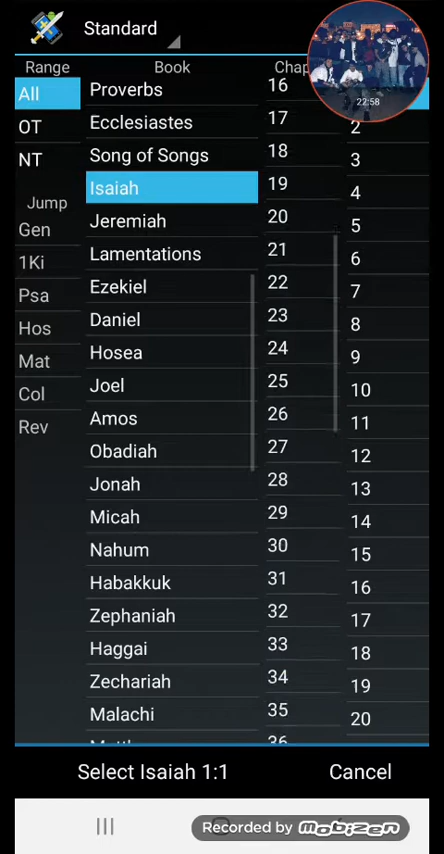 Standard
Range Book Chap
All
OT
NT
Jump
Gen
1Ki
Psa
Hos
Mat
Col
Rev
Proverbs
Ecclesiastes
Song of Songs
Isaiah
Jeremiah
Lamentations
Ezekiel
Daniel
Hosea
Joel
Amos
Obadiah
Jonah
Micah
Nahum
Habakkuk
Zephaniah
Haggai
Zechariah
Malachi
16
17
18
19
20
21
22
23
24
25
26
27
28
29
30
31
32
33
34
35
36
22:58
2
3
4
5
6
7
8
9
10
11
12
13
14
15
16
17
18
19
20
Select Isaiah 1:1 Cancel
Recorded by mobizen